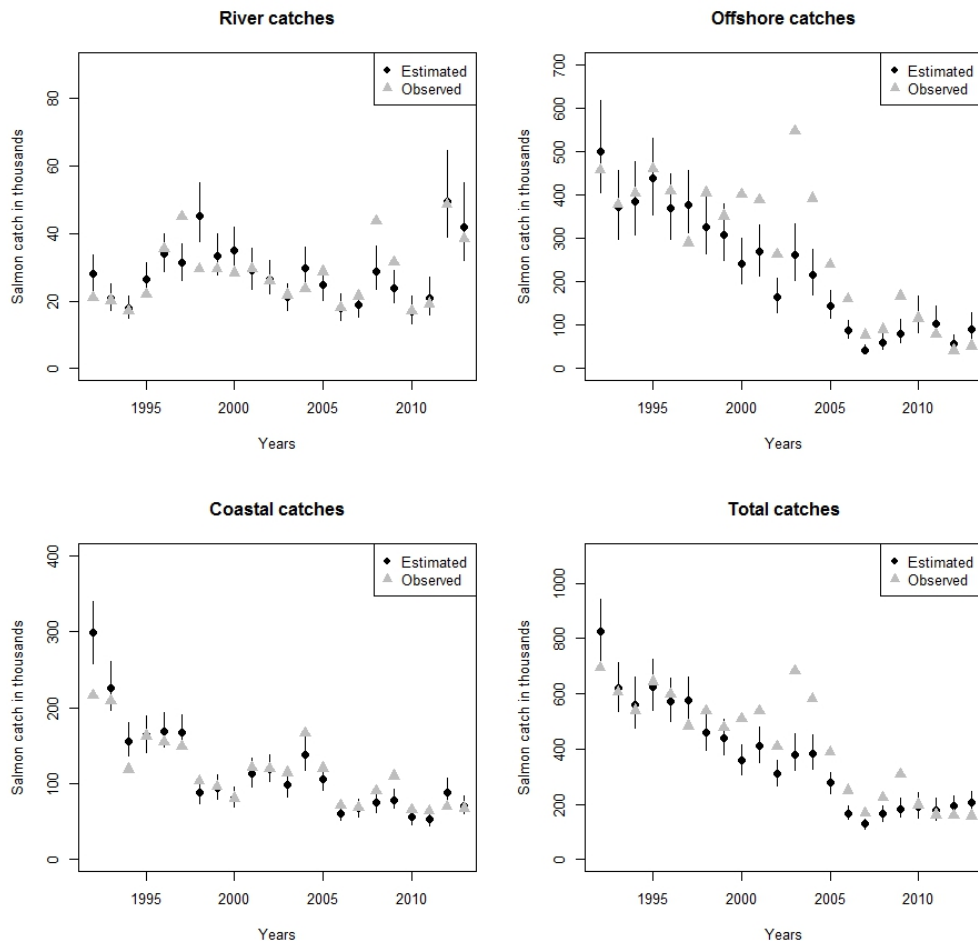 River catches
Estimated
Observed
Salmon catch in thousands
0 20 40 60 80
1995 2000 2005 2010
Years
Offshore catches
Estimated
Observed
Salmon catch in thousands
0 100 200 300 400 500 600 700
1995 2000 2005 2010
Years
Coastal catches
Estimated
Observed
Salmon catch in thousands
0 100 200 300 400
1995 2000 2005 2010
Years
Total catches
Estimated
Observed
Salmon catch in thousands
0 200 400 600 800 1000
1995 2000 2005 2010
Years